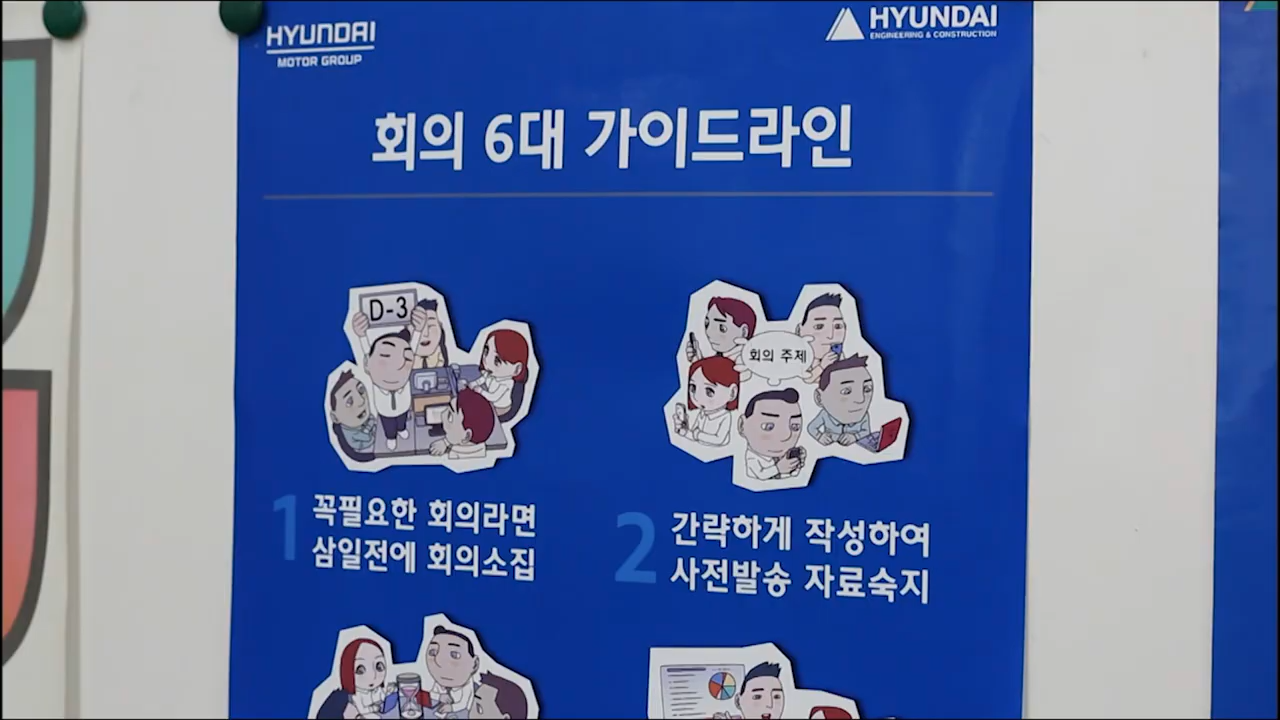 HYUNDAI
MOTOR GROUP
HYUNDAI
ENGINEERING & CONSTRUCTION
회의 6대 가이드라인
D-3
회의 주제
1 꼭필요한 회의라면
삼일전에 회의소집
2 간략하게 작성하여
사전발송 자료숙지